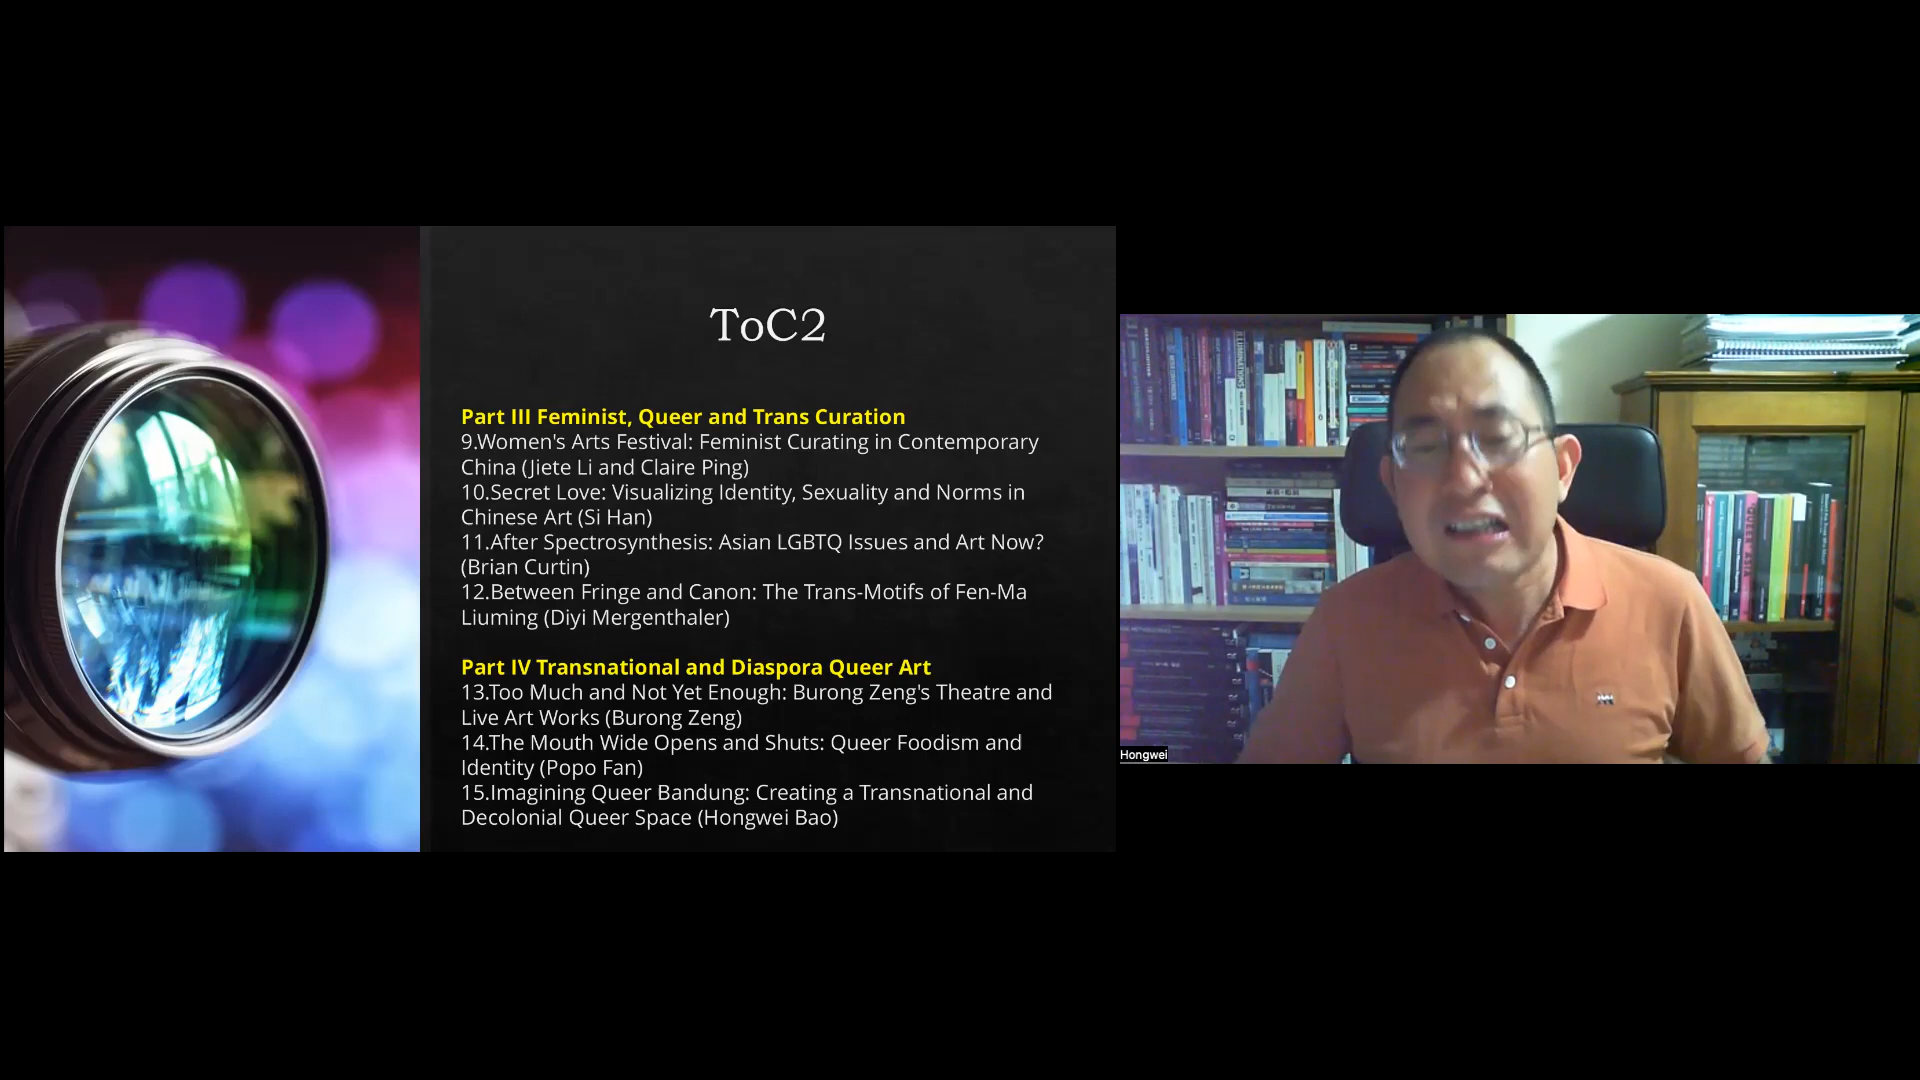 ToC2
Part III Feminist, Queer and Trans Curation
9.Women's Arts Festival: Feminist Curating in Contemporary
China (Jiete Li and Claire Ping)
10.Secret Love: Visualizing Identity, Sexuality and Norms in
Chinese Art (Si Han)
11.After Spectrosynthesis: Asian LGBTQ Issues and Art Now?
(Brian Curtin)
12.Between Fringe and Canon: The Trans-Motifs of Fen-Ma
Liuming (Diyi Mergenthaler)
Part IV Transnational and Diaspora Queer Art
13.Too Much and Not Yet Enough: Burong Zeng's Theatre and
Live Art Works (Burong Zeng)
14.The Mouth Wide Opens and Shuts: Queer Foodism and
Identity (Popo Fan)
15.Imagining Queer Bandung: Creating a Transnational and
Decolonial Queer Space (Hongwei Bao)
Hongwei